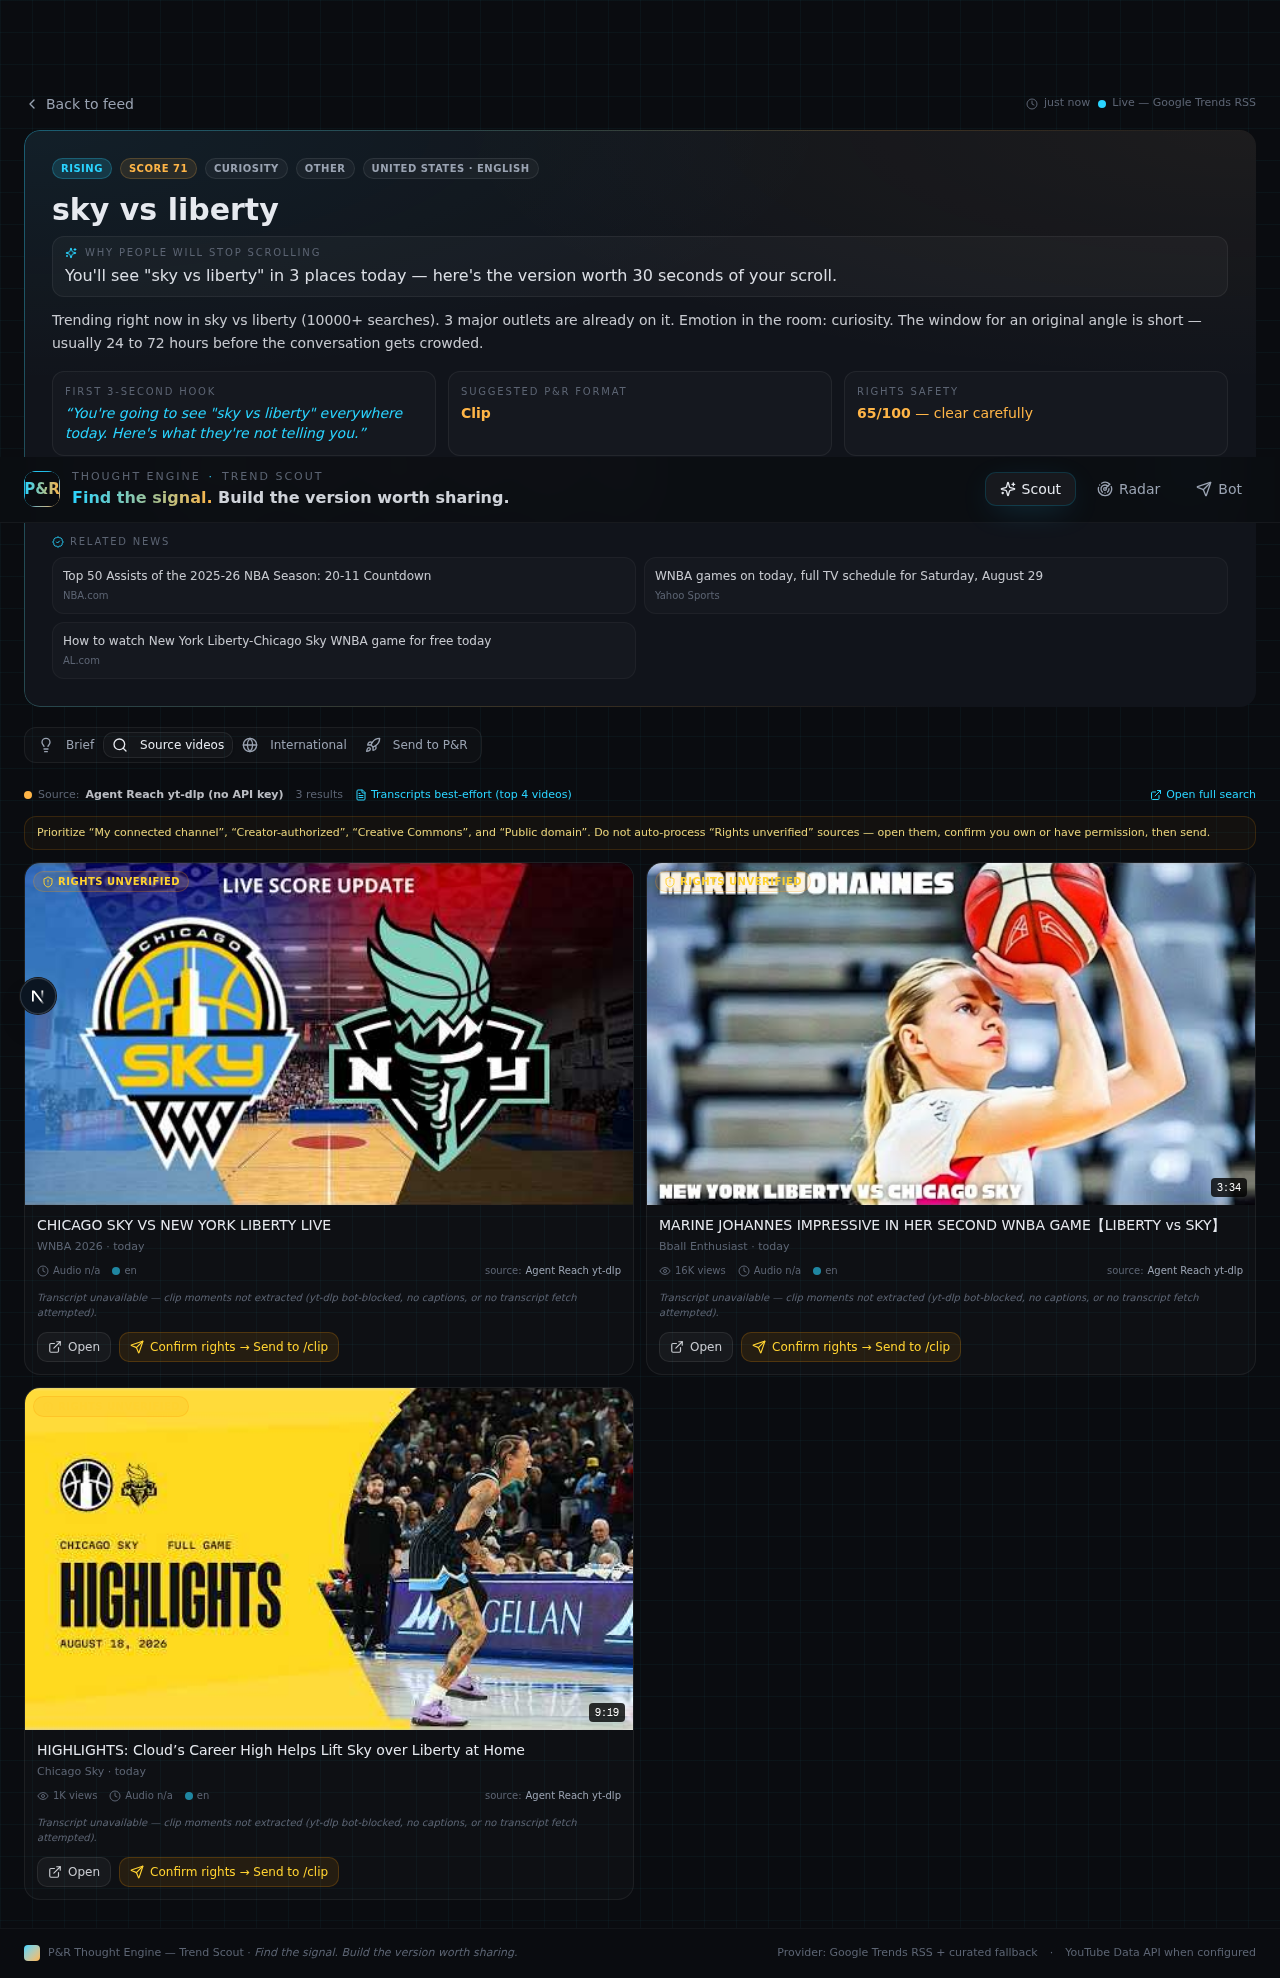 Back to feed
just now Live — Google Trends RSS
RISING SCORE 71 CURIOSITY OTHER UNITED STATES · ENGLISH
sky vs liberty
WHY PEOPLE WILL STOP SCROLLING
You'll see "sky vs liberty" in 3 places today — here's the version worth 30 seconds of your scroll.
Trending right now in sky vs liberty (10000+ searches). 3 major outlets are already on it. Emotion in the room: curiosity. The window for an original angle is short —
usually 24 to 72 hours before the conversation gets crowded.
FIRST 3-SECOND HOOK
“You're going to see "sky vs liberty" everywhere
today. Here's what they're not telling you.”
SUGGESTED P&R FORMAT
Clip
RIGHTS SAFETY
65/100 — clear carefully
P&R
THOUGHT ENGINE · TREND SCOUT
Find the signal. Build the version worth sharing.
Scout Radar Bot
RELATED NEWS
Top 50 Assists of the 2025-26 NBA Season: 20-11 Countdown
NBA.com
WNBA games on today, full TV schedule for Saturday, August 29
Yahoo Sports
How to watch New York Liberty-Chicago Sky WNBA game for free today
AL.com
Brief Source videos International Send to P&R
Source: Agent Reach yt-dlp (no API key) 3 results Transcripts best-effort (top 4 videos) Open full search
Prioritize “My connected channel”, “Creator-authorized”, “Creative Commons”, and “Public domain”. Do not auto-process “Rights unverified” sources — open them, confirm you own or have permission, then send.
RIGHTS UNVERIFIED
LIVE SCORE UPDATE
CHICAGO
SKY
N Y
N
CHICAGO SKY VS NEW YORK LIBERTY LIVE
WNBA 2026 · today
Audio n/a en source: Agent Reach yt-dlp
Transcript unavailable — clip moments not extracted (yt-dlp bot-blocked, no captions, or no transcript fetch
attempted).
Open Confirm rights → Send to /clip
RIGHTS UNVERIFIED
MARINE JOHANNES
NEW YORK LIBERTY VS CHICAGO SKY
3:34
MARINE JOHANNES IMPRESSIVE IN HER SECOND WNBA GAME【LIBERTY vs SKY】
Bball Enthusiast · today
16K views Audio n/a en source: Agent Reach yt-dlp
Transcript unavailable — clip moments not extracted (yt-dlp bot-blocked, no captions, or no transcript fetch
attempted).
Open Confirm rights → Send to /clip
CHICAGO SKY FULL GAME
HIGHLIGHTS
AUGUST 18, 2026
9:19
HIGHLIGHTS: Cloud’s Career High Helps Lift Sky over Liberty at Home
Chicago Sky · today
1K views Audio n/a en source: Agent Reach yt-dlp
Transcript unavailable — clip moments not extracted (yt-dlp bot-blocked, no captions, or no transcript fetch
attempted).
Open Confirm rights → Send to /clip
P&R Thought Engine — Trend Scout · Find the signal. Build the version worth sharing.
Provider: Google Trends RSS + curated fallback · YouTube Data API when configured